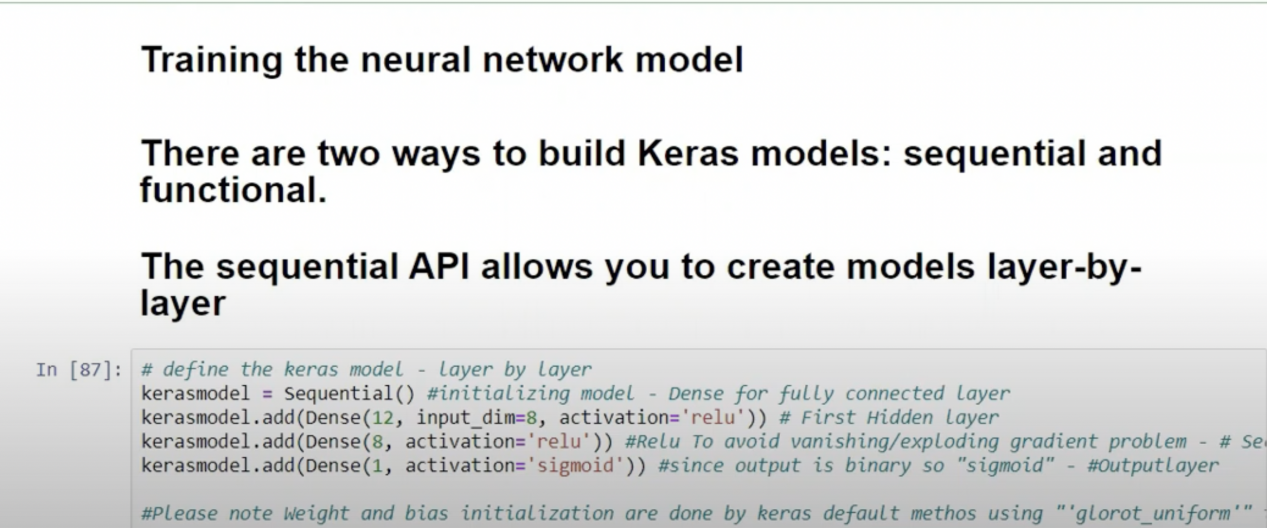 Training the neural network model
There are two ways to build Keras models: sequential and
functional.
The sequential API allows you to create models layer-by-
layer
In [87]: # define the keras model - layer by layer
kerasmodel = Sequential() #initializing model - Dense for fully connected layer
kerasmodel.add(Dense(12, input_dim=8, activation='relu')) # First Hidden layer
kerasmodel.add(Dense(8, activation='relu')) #Relu To avoid vanishing/exploding gradient problem - #
kerasmodel.add(Dense(1, activation='sigmoid')) #since output is binary so "sigmoid" - #OutputLayer
#Please note Weight and bias initialization are done by keras default methos using "'glorot_uniform'"